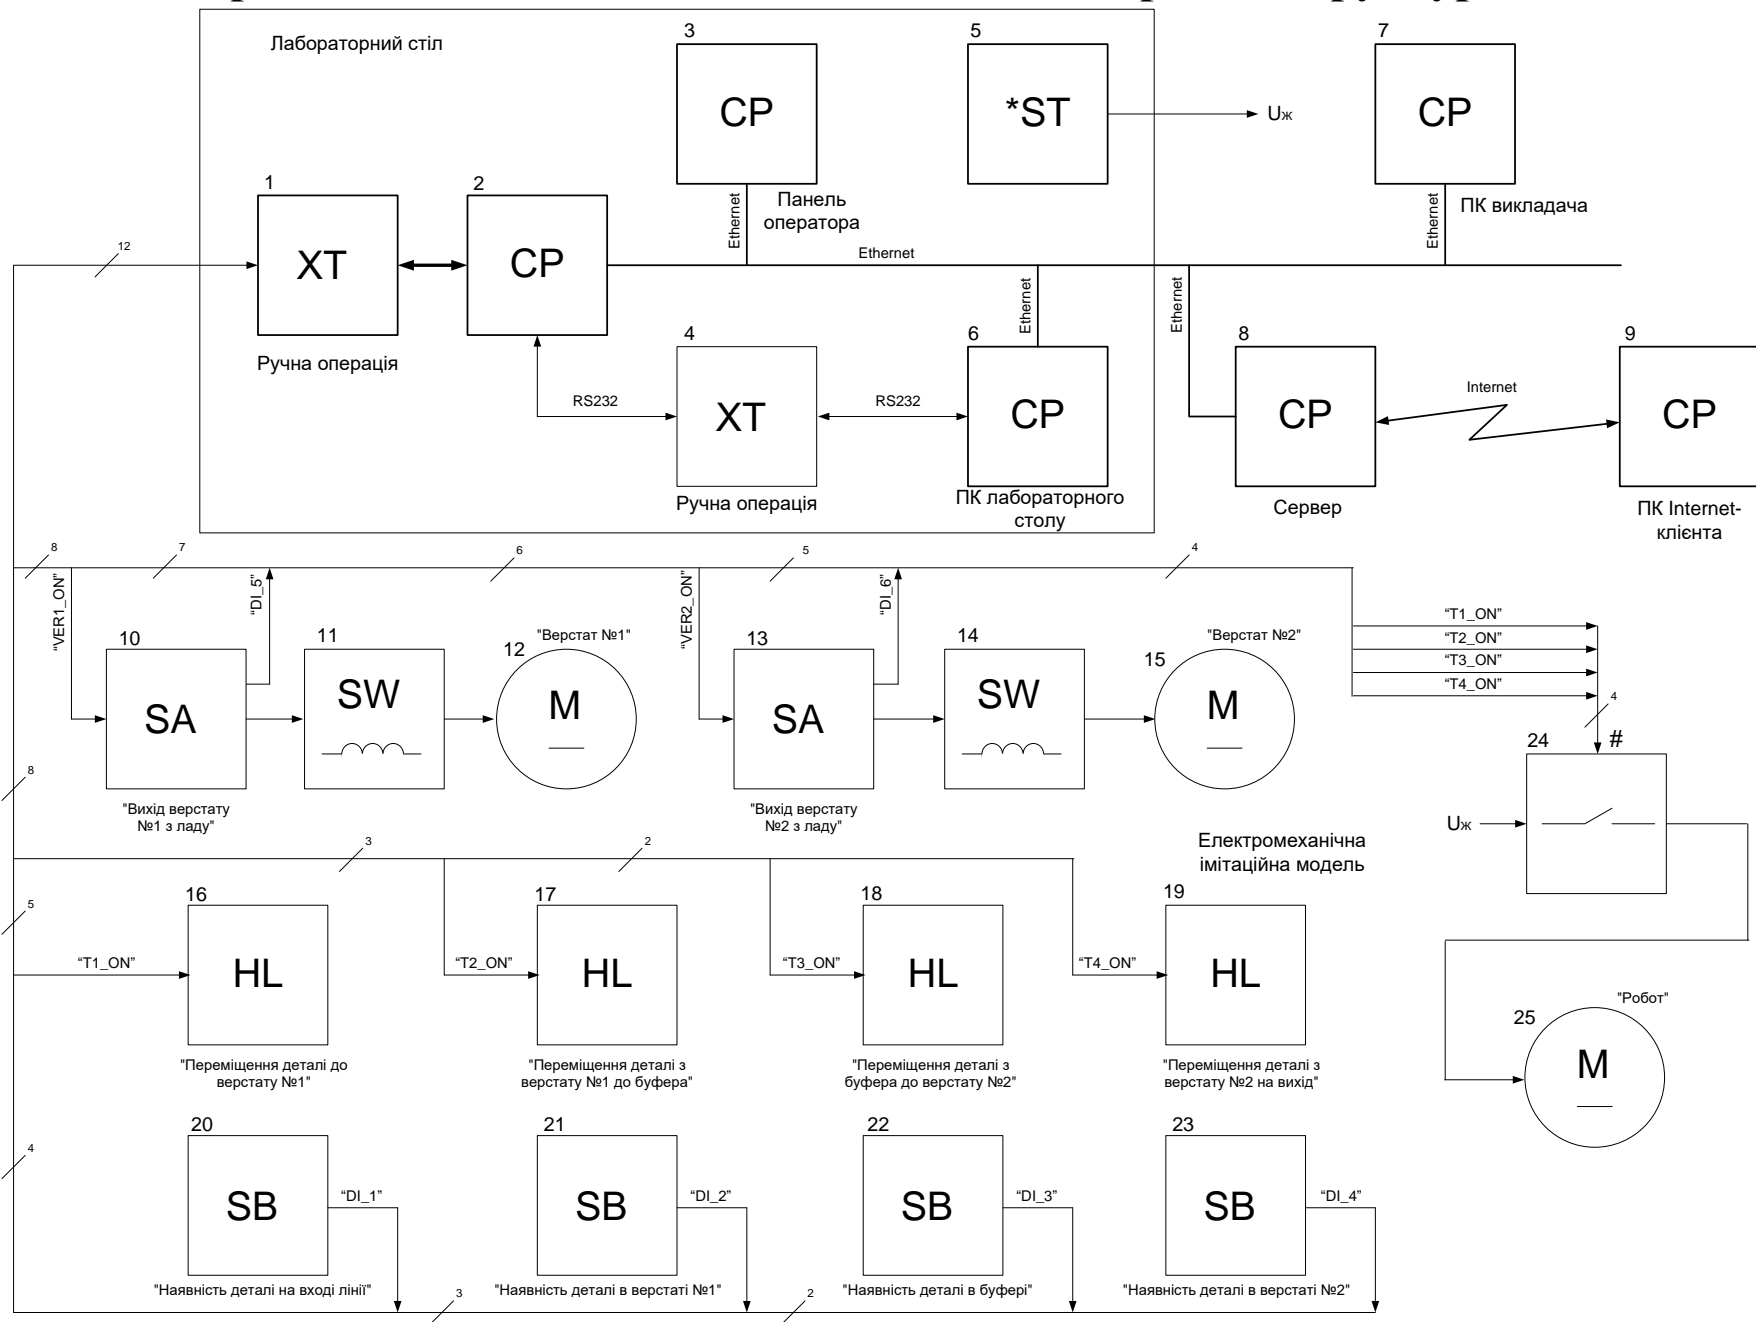 Лабораторний стіл
3
CP
Панель
оператора
5
*ST
Uж
7
CP
ПК викладача
Ethernet
Ethernet
Ethernet
12
1
XT
Ручна операція
2
CP
Ethernet
Ethernet
RS232
4
XT
Ручна операція
RS232
6
CP
ПК лабораторного
столу
8
CP
Сервер
Internet
9
CP
ПК Internet-
клієнта
8
7
6
5
4
"VER1_ON"
"DI_5"
10
SA
"Вихід верстату
№1 з ладу"
11
SW
12
"Верстат №1"
M
"VER2_ON"
"DI_6"
13
SA
"Вихід верстату
№2 з ладу"
14
SW
15
"Верстат №2"
M
“T1_ON”
“T2_ON”
“T3_ON”
“T4_ON”
4
24
#
Uж
8
Електромеханічна
імітаційна модель
3
2
5
16
“T1_ON”
HL
"Переміщення деталі до
верстату №1"
17
“T2_ON”
HL
"Переміщення деталі з
верстату №1 до буфера"
18
“T3_ON”
HL
"Переміщення деталі з
буфера до верстату №2"
19
“T4_ON”
HL
"Переміщення деталі з
верстату №2 на вихід"
25
"Робот"
M
4
20
SB
“DI_1”
"Наявність деталі на вході лінії"
21
SB
“DI_2”
"Наявність деталі в верстаті №1"
22
SB
“DI_3”
"Наявність деталі в буфері"
23
SB
“DI_4”
"Наявність деталі в верстаті №2"
3
2